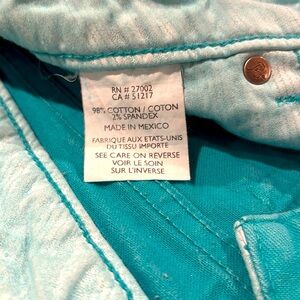 RN # 27002
CA # 51217
98% COTTON / COTON
2% SPANDEX
MADE IN MEXICO
FABRIQUE AUX ETATS-UNIS
DU TISSU IMPORTE
SEE CARE ON REVERSE
VOIR LE SOIN
SUR L'INVERSE